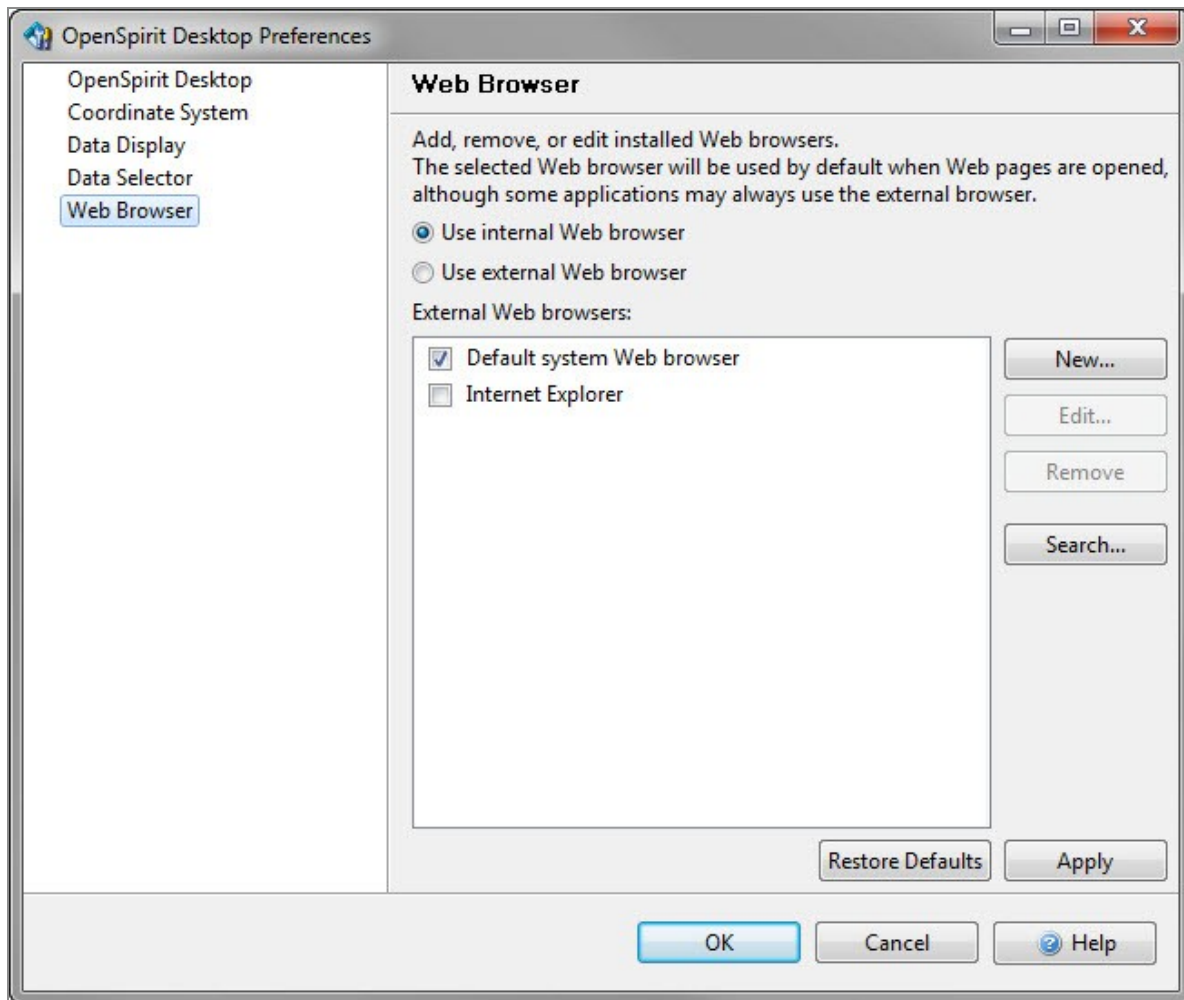 OpenSpirit Desktop Preferences
OpenSpirit Desktop
Coordinate System
Data Display
Data Selector
Web Browser
Web Browser
Add, remove, or edit installed Web browsers.
The selected Web browser will be used by default when Web pages are opened,
although some applications may always use the external browser.
Use internal Web browser
Use external Web browser
External Web browsers:
Default system Web browser
Internet Explorer
New...
Edit...
Remove
Search...
Restore Defaults
Apply
OK
Cancel
Help